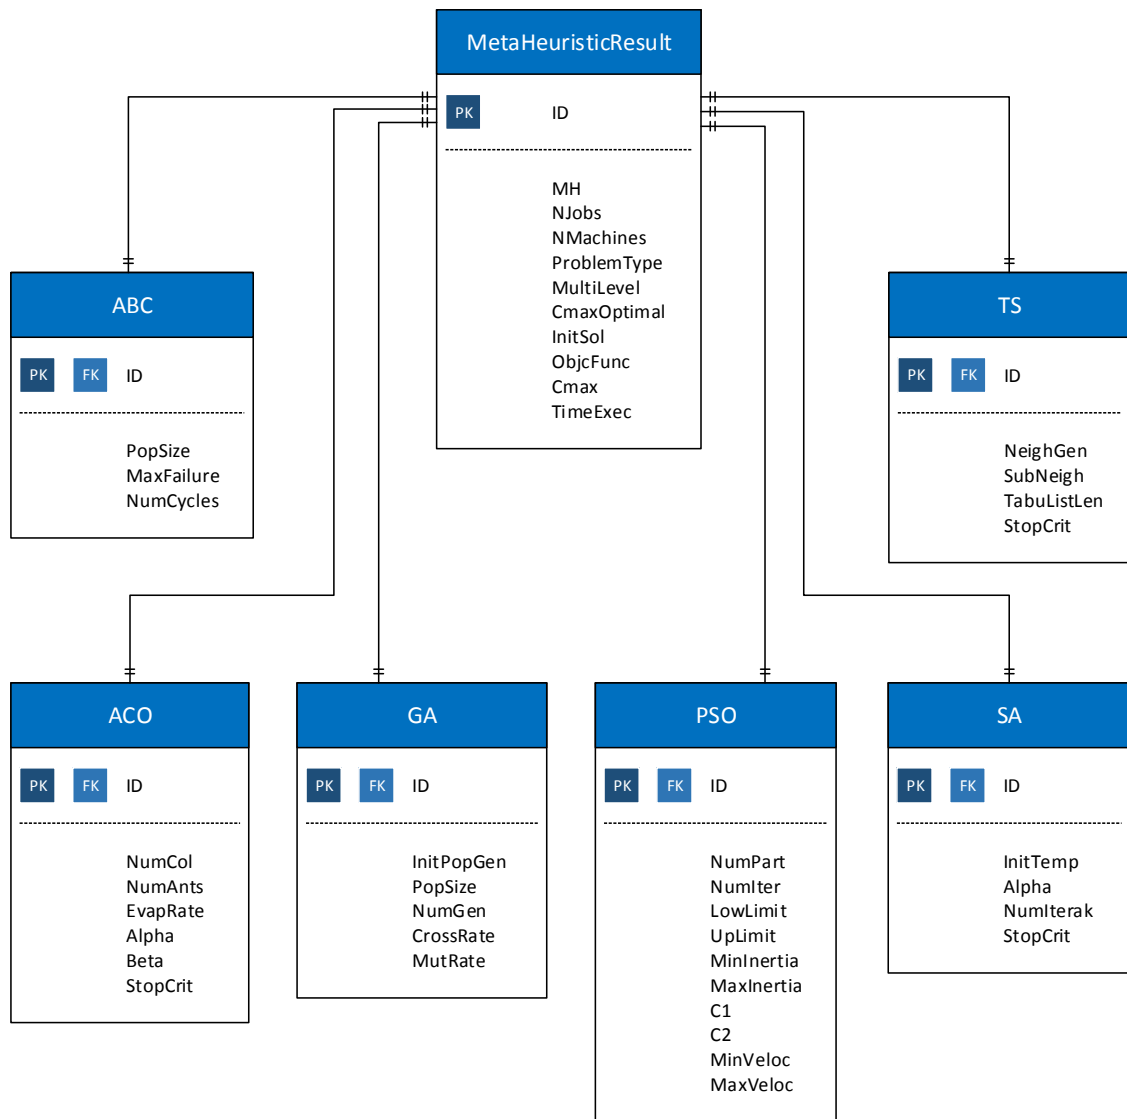 MetaHeuristicResult
PK ID
MH
NJobs
NMachines
ProblemType
MultiLevel
CmaxOptimal
InitSol
ObjcFunc
Cmax
TimeExec
ABC
PK FK ID
PopSize
MaxFailure
NumCycles
TS
PK FK ID
NeighGen
SubNeigh
TabuListLen
StopCrit
ACO
PK FK ID
NumCol
NumAnts
EvapRate
Alpha
Beta
StopCrit
GA
PK FK ID
InitPopGen
PopSize
NumGen
CrossRate
MutRate
PSO
PK FK ID
NumPart
NumIter
LowLimit
UpLimit
MinInertia
MaxInertia
C1
C2
MinVeloc
MaxVeloc
SA
PK FK ID
InitTemp
Alpha
NumIterak
StopCrit